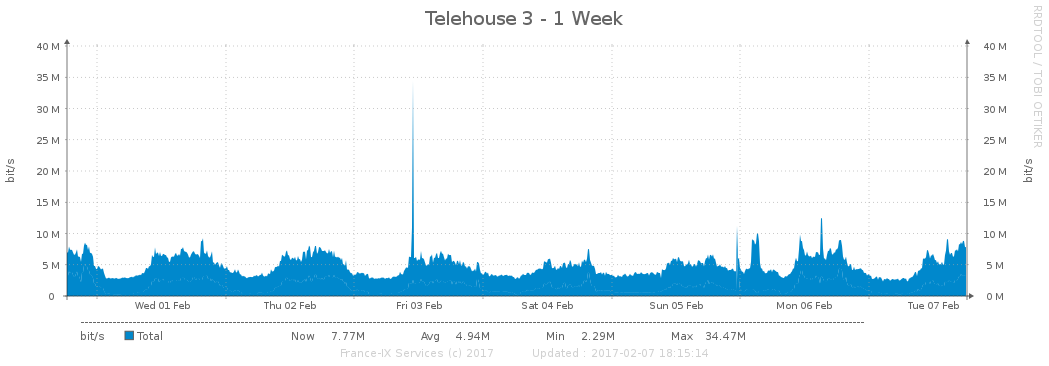 Telehouse 3 - 1 Week
RRDTOOL / TOBI OETIKER
bit/s
40 M
35 M
30 M
25 M
20 M
15 M
10 M
5 M
0
40 M
35 M
30 M
25 M
20 M
15 M
10 M
5 M
0 M
bit/s
Wed 01 Feb Thu 02 Feb Fri 03 Feb Sat 04 Feb Sun 05 Feb Mon 06 Feb Tue 07 Feb
bit/s Total Now 7.77M Avg 4.94M Min 2.29M Max 34.47M
France-IX Services (c) 2017 Updated : 2017-02-07 18:15:14